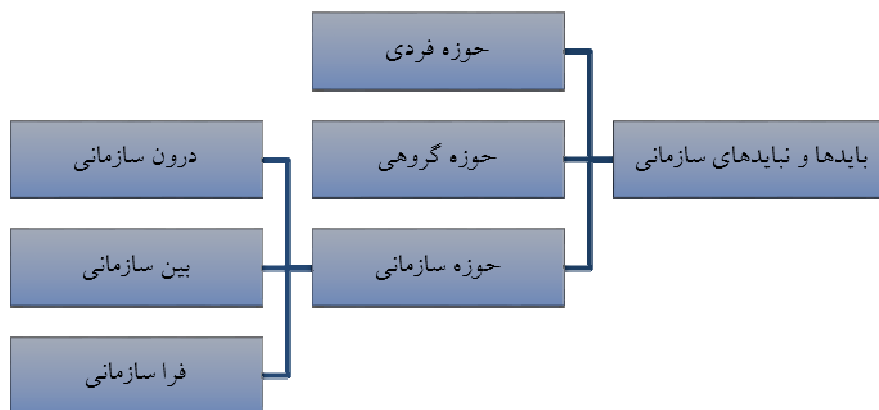 بایدها و نبایدهای سازمانی
حوزه فردی
حوزه گروهی
حوزه سازمانی
درون سازمانی
بین سازمانی
فرا سازمانی